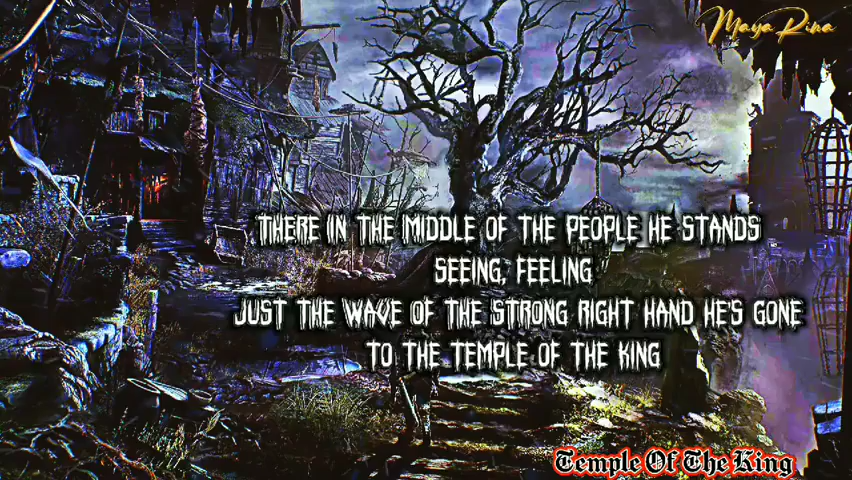 Maya Rina
THERE IN THE MIDDLE OF THE PEOPLE HE STANDS
SEEING, FEELING
JUST THE WAVE OF THE STRONG RIGHT HAND HE'S GONE
TO THE TEMPLE OF THE KING
Temple Of The King